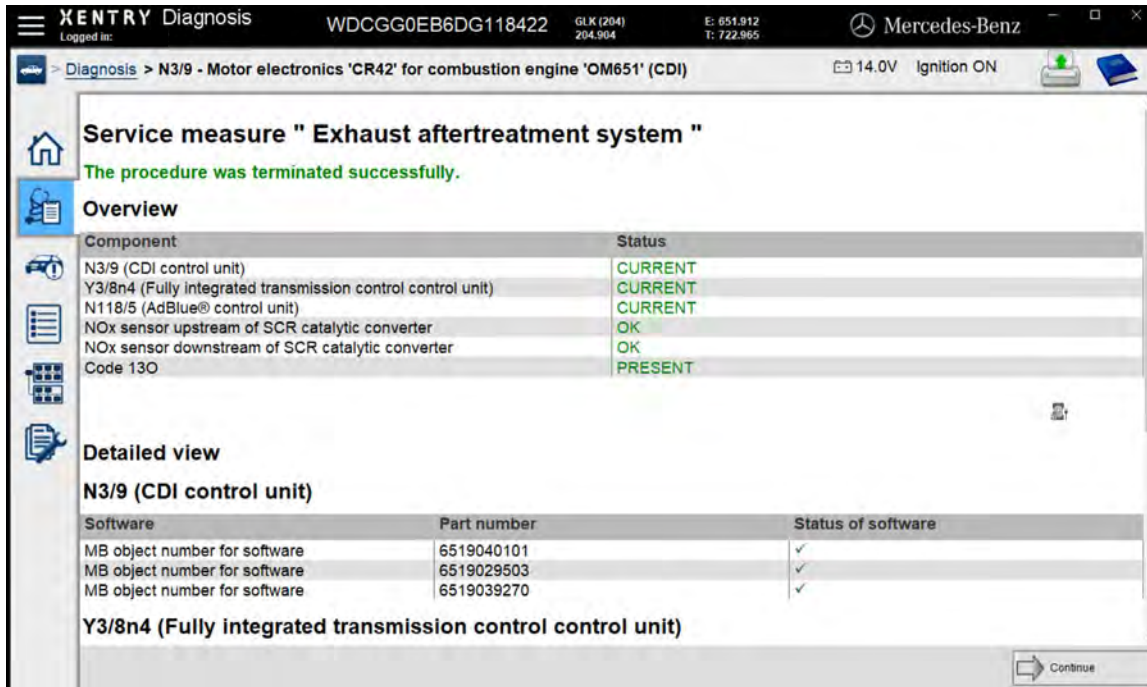 XENTRY Diagnosis
Logged in:
WDCGG0EB6DG118422
GLK (204)
204.904
E: 651.912
T: 722.965
Mercedes-Benz
> Diagnosis > N3/9 - Motor electronics 'CR42' for combustion engine 'OM651' (CDI)
14.0V Ignition ON
Service measure " Exhaust aftertreatment system "
The procedure was terminated successfully.
Overview
Component Status
N3/9 (CDI control unit) CURRENT
Y3/8n4 (Fully integrated transmission control control unit) CURRENT
N118/5 (AdBlue® control unit) CURRENT
NOx sensor upstream of SCR catalytic converter OK
NOx sensor downstream of SCR catalytic converter OK
Code 13O PRESENT
Detailed view
N3/9 (CDI control unit)
Software Part number Status of software
MB object number for software 6519040101 ✓
MB object number for software 6519029503 ✓
MB object number for software 6519039270 ✓
Y3/8n4 (Fully integrated transmission control control unit)
Continue